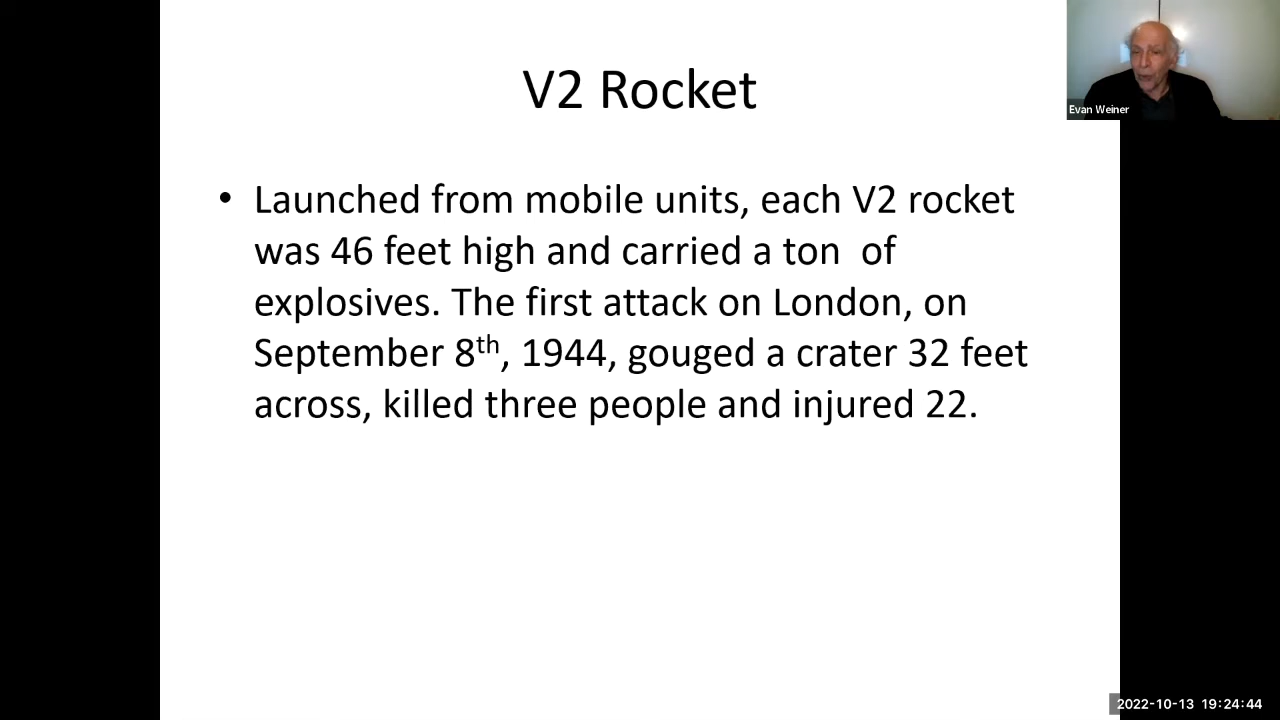 V2 Rocket
Evan Weiner
• Launched from mobile units, each V2 rocket
was 46 feet high and carried a ton  of
explosives. The first attack on London, on
September 8th, 1944, gouged a crater 32 feet
across, killed three people and injured 22.
2022-10-13 19:24:44